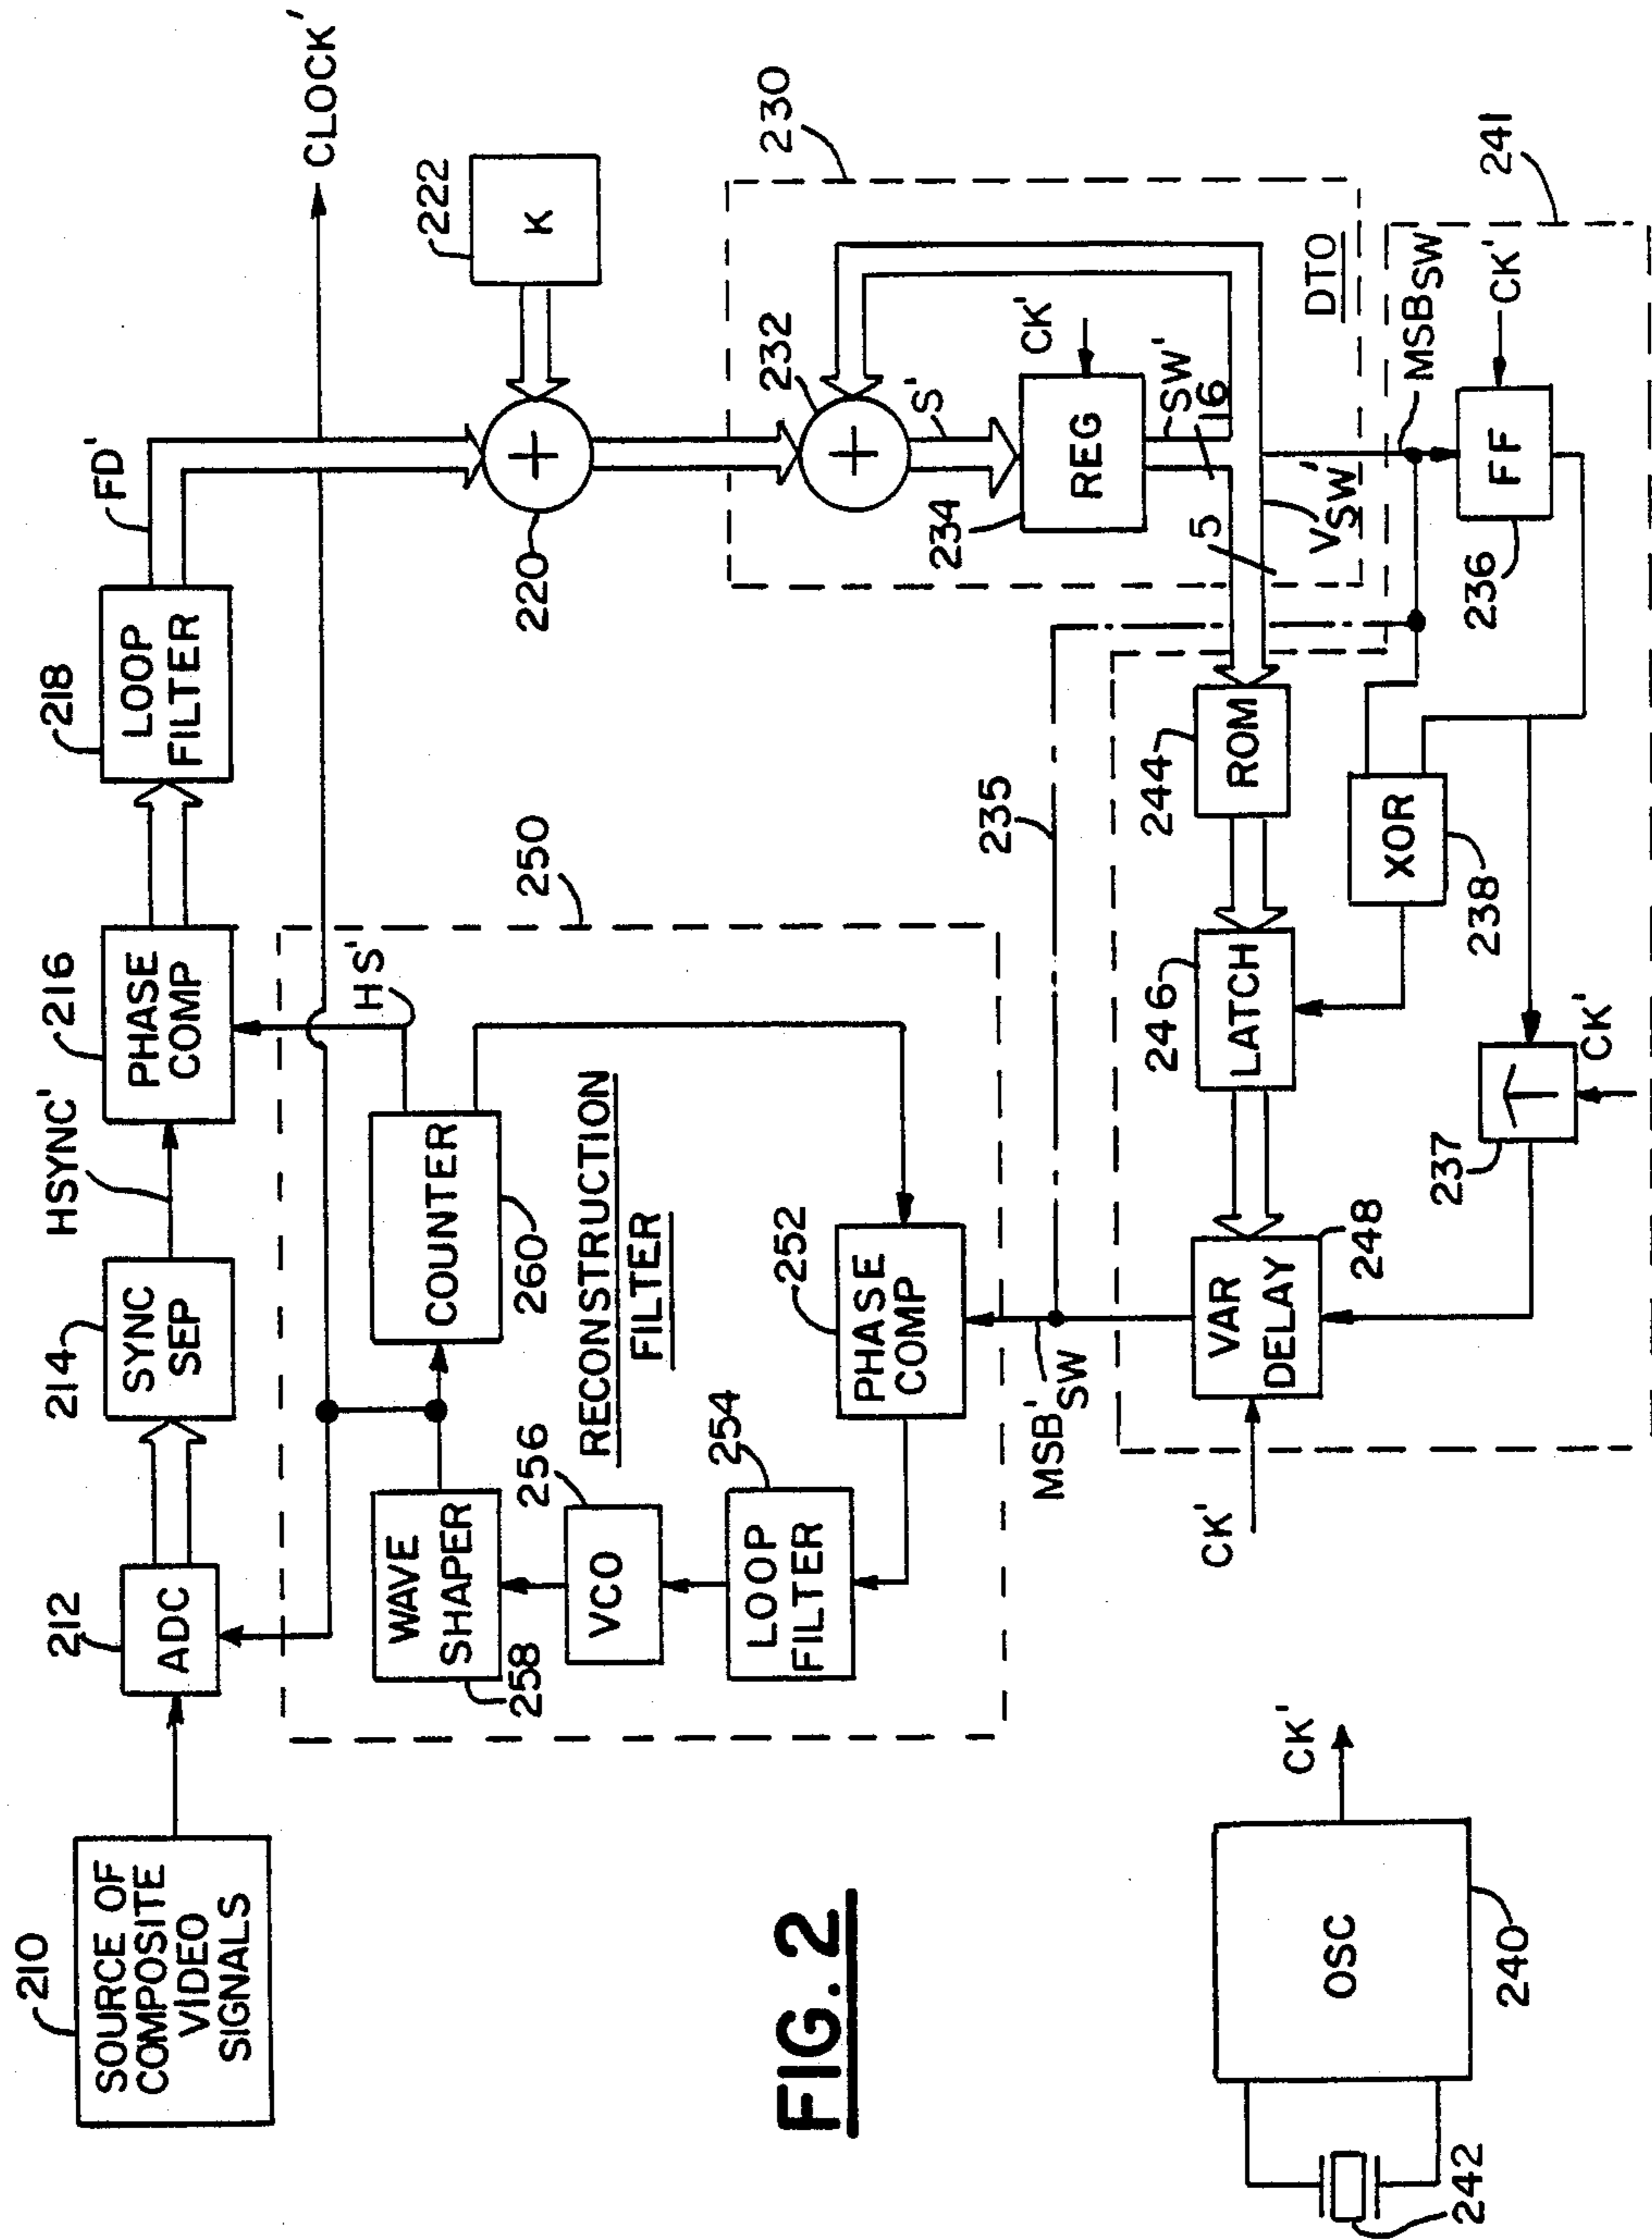 210
SOURCE OF
COMPOSITE
VIDEO
SIGNALS
212
ADC
214
SYNC
SEP
HSYNC'
216
PHASE
COMP
218
LOOP
FILTER
FD'
CLOCK'
HS'
250
222
K
220
+
230
232
+
S'
CK'
234
REG
SW'
16
5
V'SW
DTO
MSBSW
CK'
241
236
FF
235
244
ROM
246
LATCH
238
XOR
237
CK'
248
VAR
DELAY
CK'
MSB'SW
252
PHASE
COMP
254
LOOP
FILTER
256
VCO
258
WAVE
SHAPER
260
COUNTER
RECONSTRUCTION
FILTER
FIG. 2
OSC
240
242
CK'